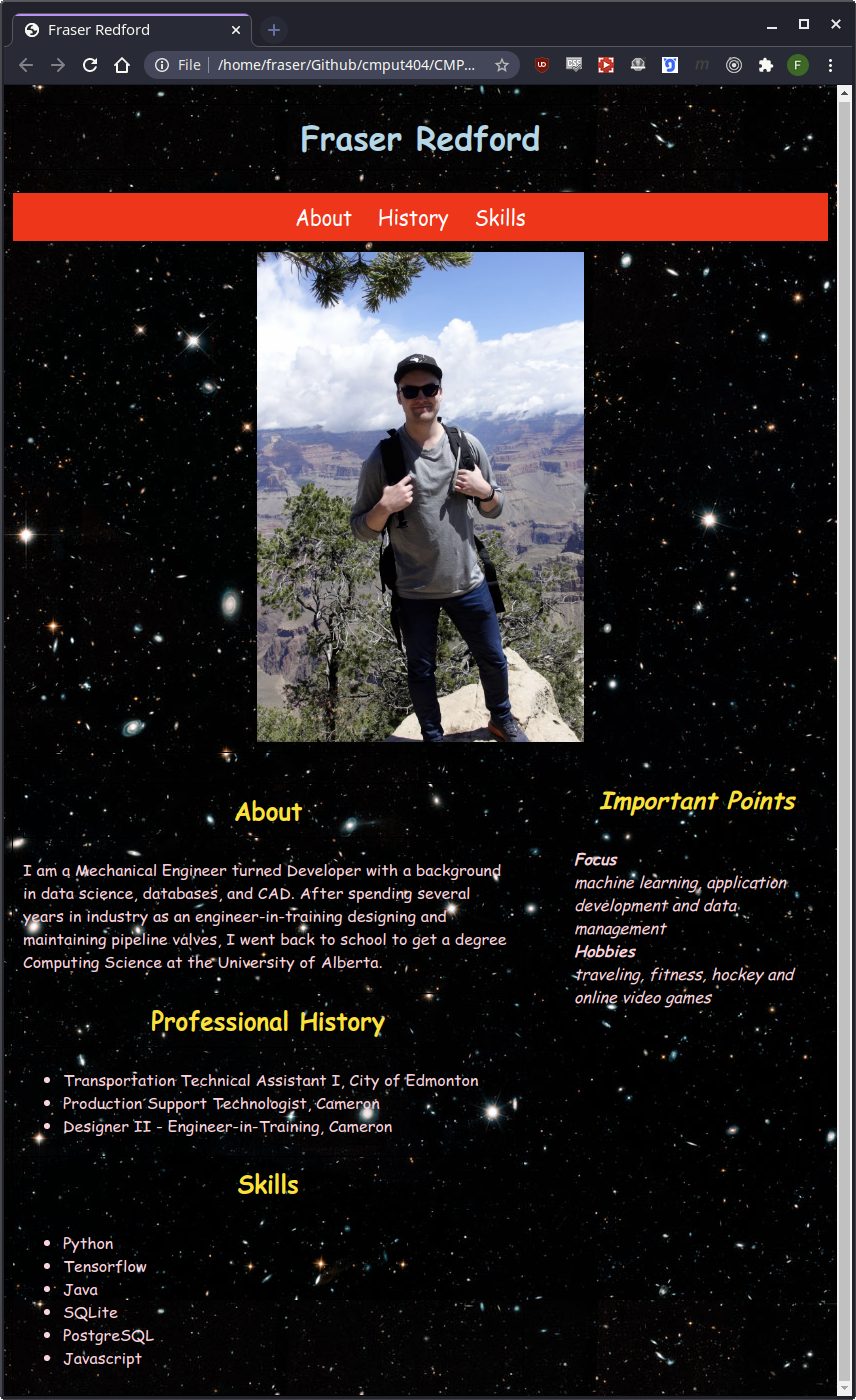 Fraser Redford
File
/home/fraser/Github/cmput404/CMP...
F
Fraser Redford
About History Skills
About
I am a Mechanical Engineer turned Developer with a background
in data science, databases, and CAD. After spending several
years in industry as an engineer-in-training designing and
maintaining pipeline valves, I went back to school to get a degree
Computing Science at the University of Alberta.
Professional History
Transportation Technical Assistant I, City of Edmonton
Production Support Technologist, Cameron
Designer II - Engineer-in-Training, Cameron
Skills
Python
Tensorflow
Java
SQLite
PostgreSQL
Javascript
Important Points
Focus
machine learning, application
development and data
management
Hobbies
traveling, fitness, hockey and
online video games